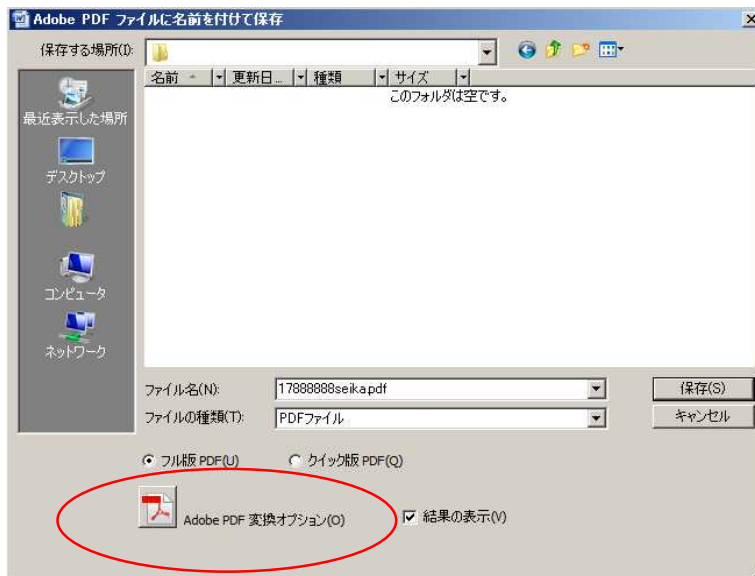 Adobe PDF ファイルに名前を付けて保存
保存する場所(I):
名前 更新日... 種類 サイズ
このフォルダは空です。
最近表示した場所
デスクトップ
コンピュータ
ネットワーク
ファイル名(N): 17888888seika.pdf 保存(S)
ファイルの種類(T): PDFファイル キャンセル
フル版 PDF(U) クイック版 PDF(Q)
Adobe PDF 変換オプション(O) 結果の表示(V)